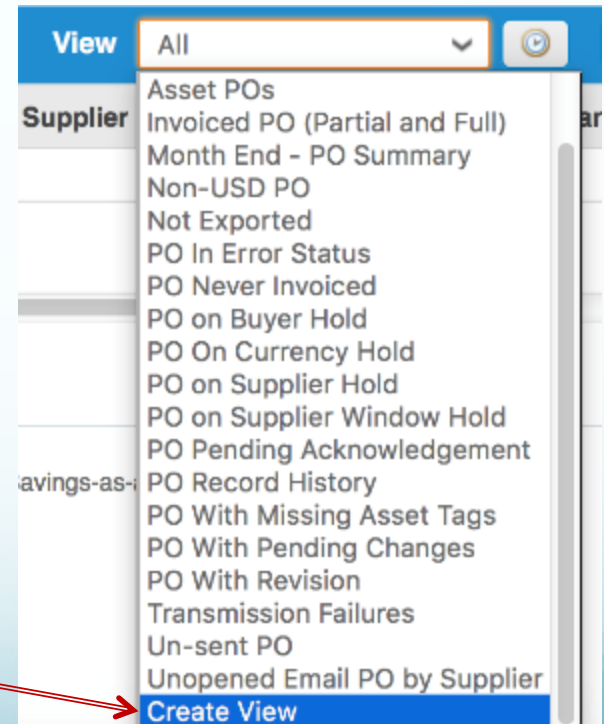 View All
Supplier
Asset POs
Invoiced PO (Partial and Full)
Month End - PO Summary
Non-USD PO
Not Exported
PO In Error Status
PO Never Invoiced
PO on Buyer Hold
PO On Currency Hold
PO on Supplier Hold
PO on Supplier Window Hold
PO Pending Acknowledgement
avings-as-
PO Record History
PO With Missing Asset Tags
PO With Pending Changes
PO With Revision
Transmission Failures
Un-sent PO
Unopened Email PO by Supplier
Create View